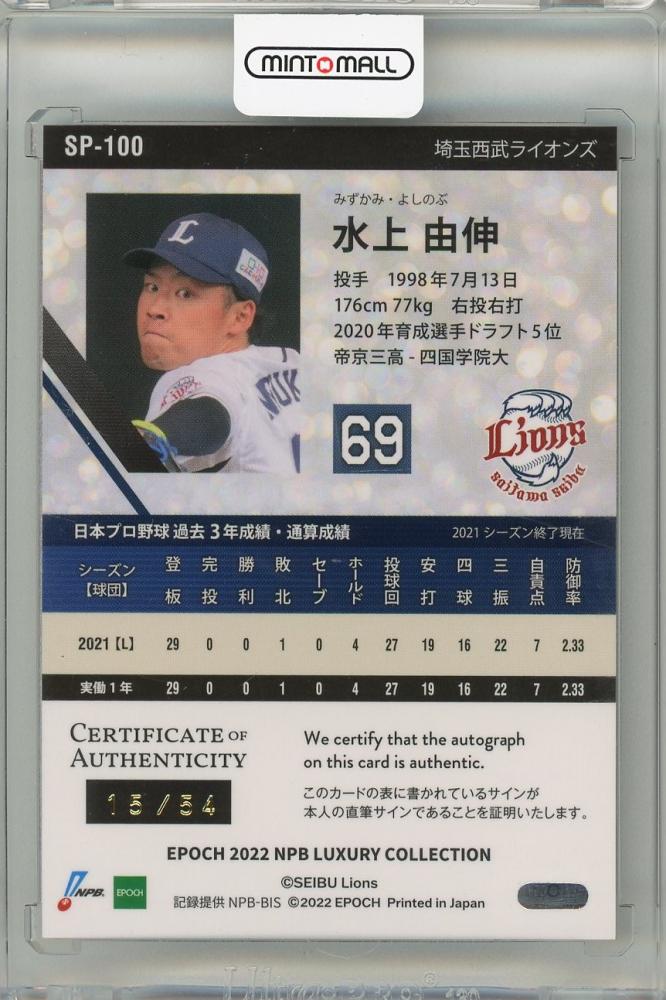 MINT MALL
SP-100
埼玉西武ライオンズ
みずかみ・よしのぶ
水上 由伸
投手 1998年7月13日
176cm 77kg 右投右打
2020年育成選手ドラフト5位
帝京三高 - 四国学院大
L
69
Lions
Saitama Seibu
日本プロ野球 過去3年成績・通算成績
2021 シーズン終了現在
シーズン【球団】 登板 完投 勝利 敗北 セーブ ホールド 投球回 安打 四球 三振 自責点 防御率
2021【L】 29 0 0 1 0 4 27 19 16 22 7 2.33
実働1年 29 0 0 1 0 4 27 19 16 22 7 2.33
CERTIFICATE OF
AUTHENTICITY
15/54
We certify that the autograph
on this card is authentic.
このカードの表に書かれているサインが
本人の直筆サインであることを証明いたします。
EPOCH 2022 NPB LUXURY COLLECTION
©SEIBU Lions
NPB.
EPOCH
記録提供 NPB-BIS ©2022 EPOCH Printed in Japan